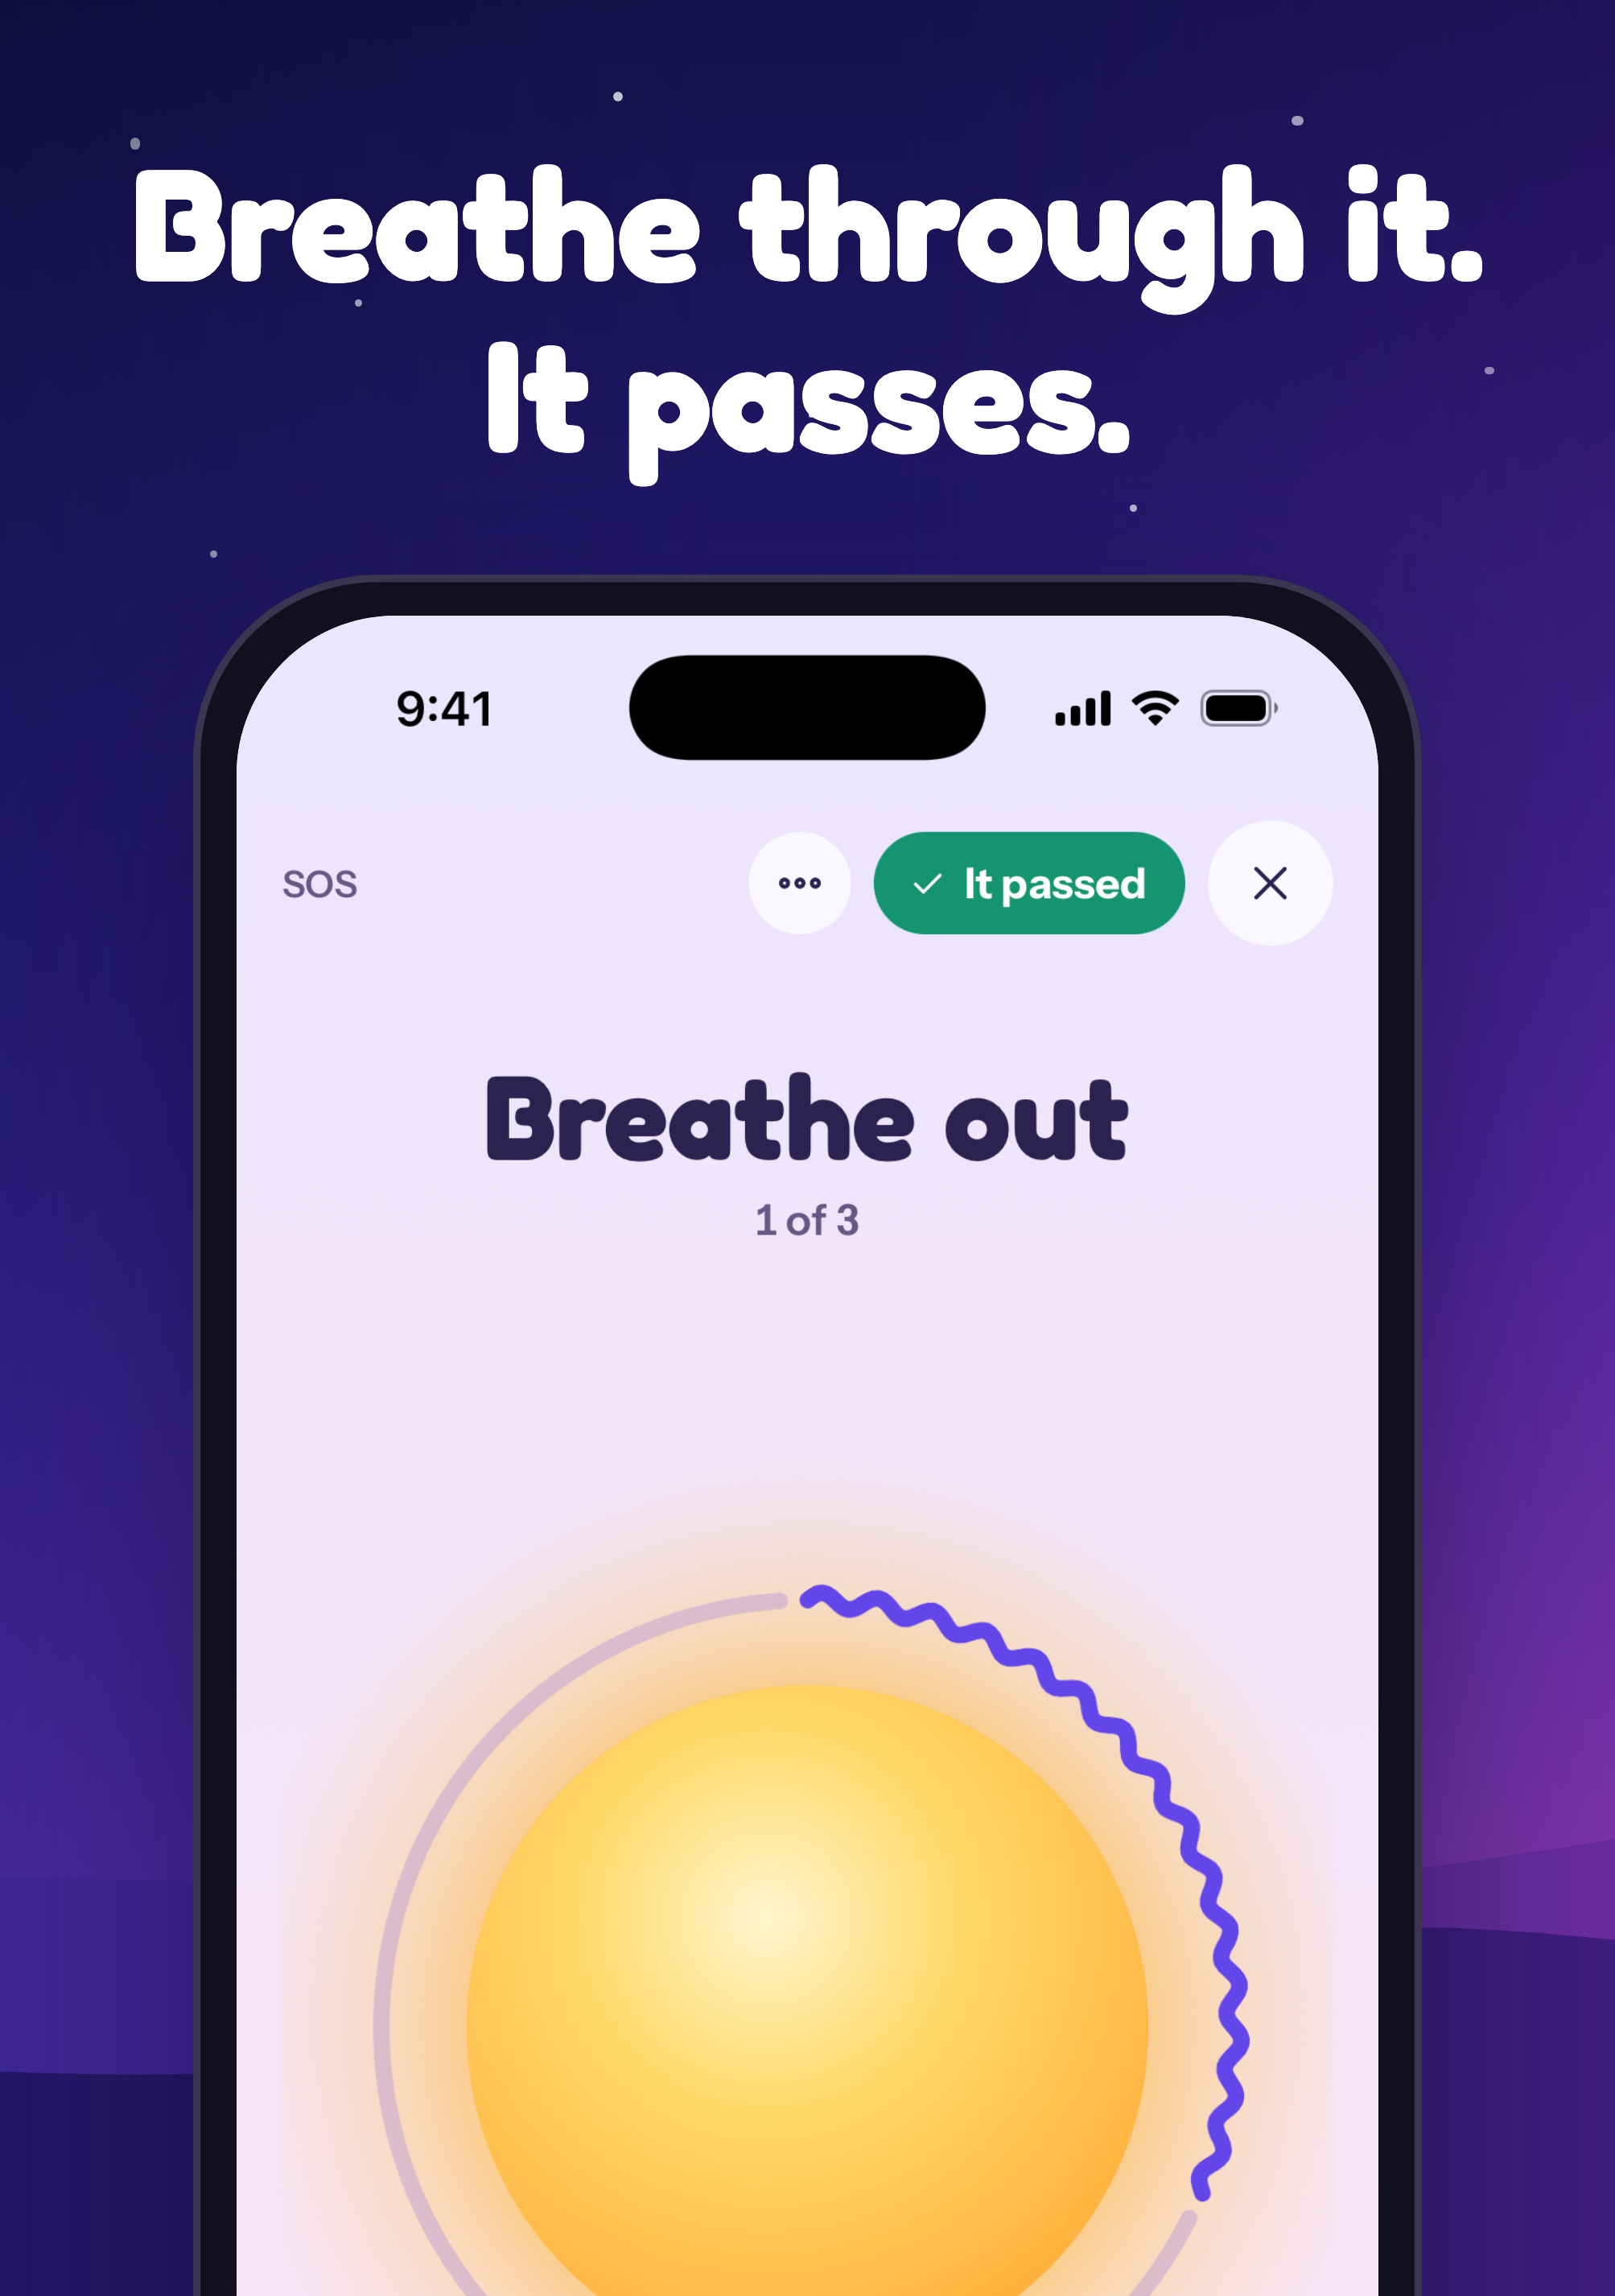 Breathe through it.
It passes.
9:41
SOS
It passed
Breathe out
1 of 3